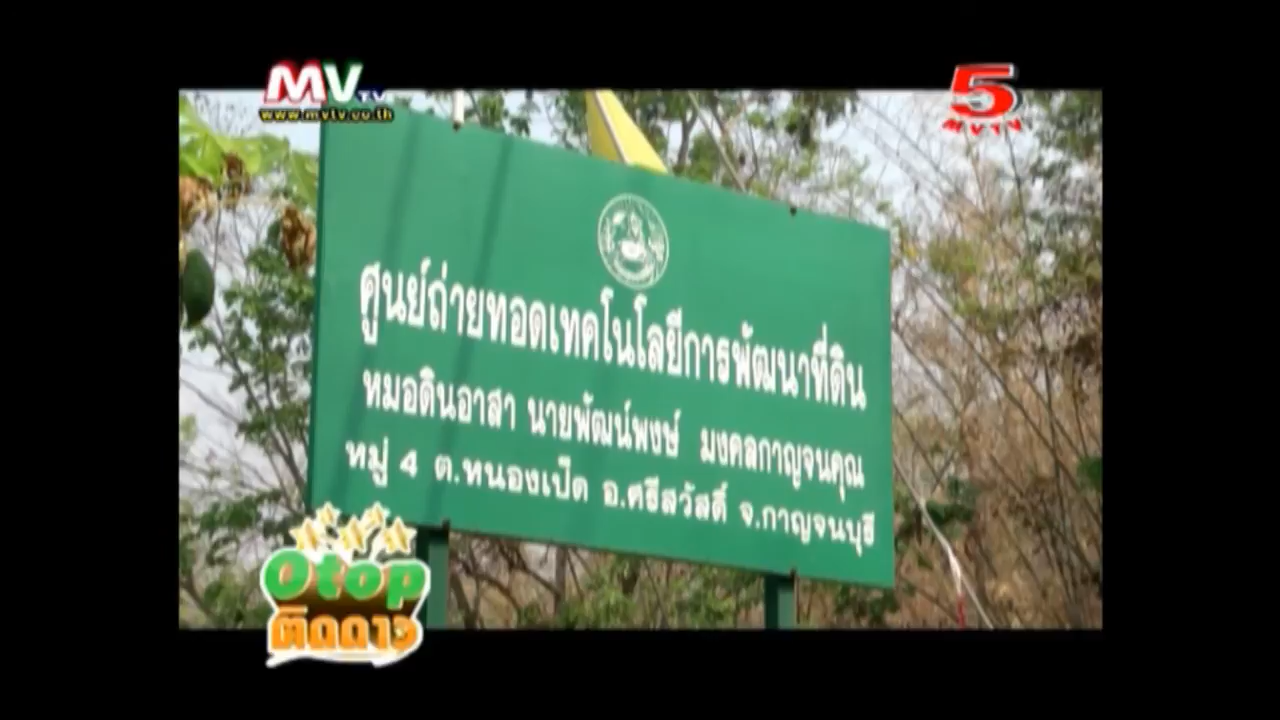 MVTV
www.mvtv.co.th
5
MVTV
ศูนย์ถ่ายทอดเทคโนโลยีการพัฒนาที่ดิน
หมอดินอาสา นายพัฒน์พงษ์ มงคลกาญจนคุณ
หมู่ 4 ต.หนองเป็ด อ.ศรีสวัสดิ์ จ.กาญจนบุรี
Otop
ติดดาว